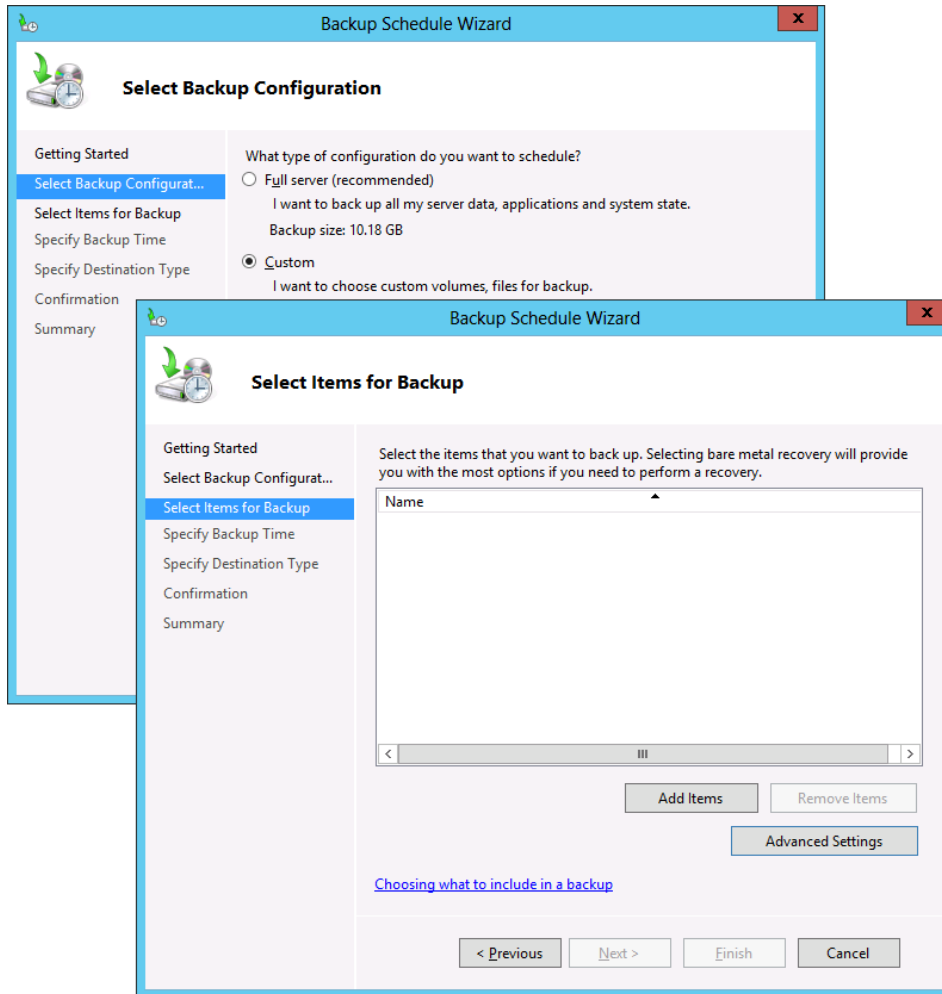 Backup Schedule Wizard
x
Select Backup Configuration
Getting Started
Select Backup Configurat...
Select Items for Backup
Specify Backup Time
Specify Destination Type
Confirmation
Summary
What type of configuration do you want to schedule?
Full server (recommended)
I want to back up all my server data, applications and system state.
Backup size: 10.18 GB
Custom
I want to choose custom volumes, files for backup.
Backup Schedule Wizard
x
Select Items for Backup
Getting Started
Select Backup Configurat...
Select Items for Backup
Specify Backup Time
Specify Destination Type
Confirmation
Summary
Select the items that you want to back up. Selecting bare metal recovery will provide
you with the most options if you need to perform a recovery.
Name
Add Items
Remove Items
Advanced Settings
Choosing what to include in a backup
< Previous
Next >
Finish
Cancel